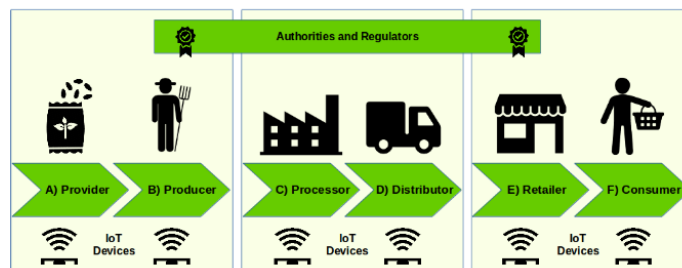 Authorities and Regulators
A) Provider
B) Producer
C) Processor
D) Distributor
E) Retailer
F) Consumer
IoT
Devices
IoT
Devices
IoT
Devices